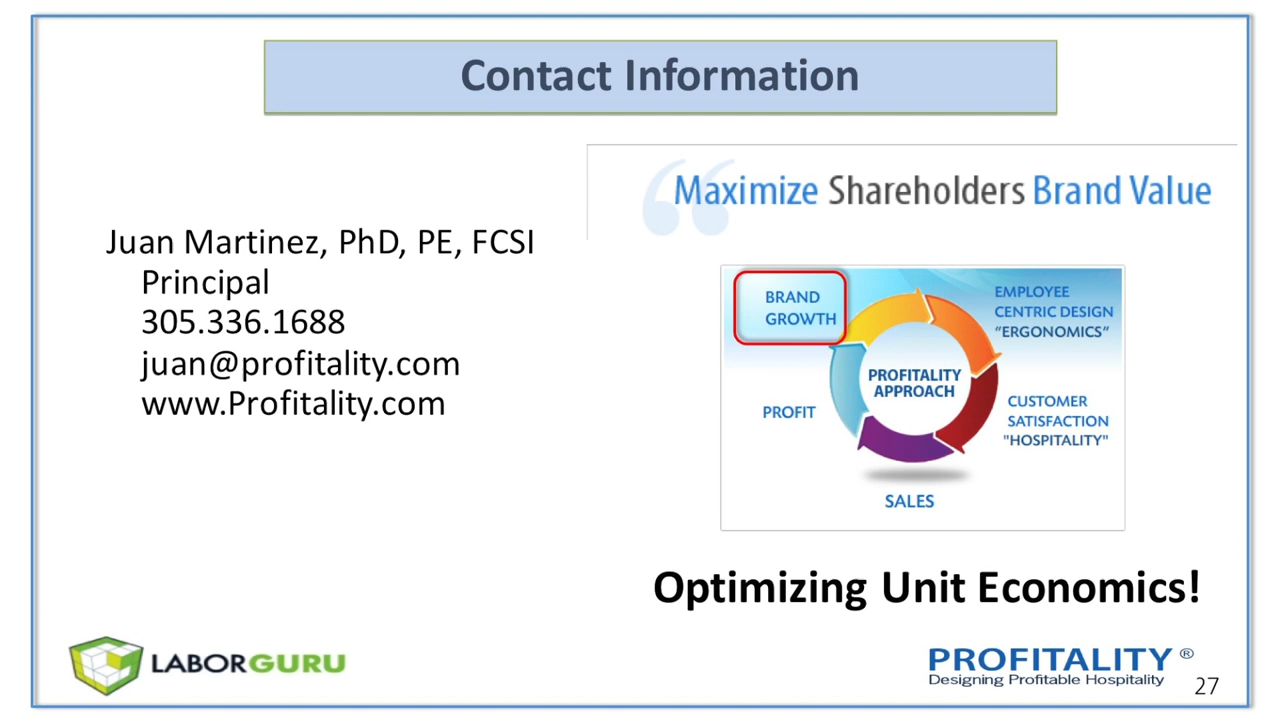 Contact Information
Maximize Shareholders Brand Value
Juan Martinez, PhD, PE, FCSI
Principal
305.336.1688
juan@profitality.com
www.Profitality.com
BRAND
GROWTH
EMPLOYEE
CENTRIC DESIGN
“ERGONOMICS”
PROFITALITY
APPROACH
CUSTOMER
SATISFACTION
"HOSPITALITY"
PROFIT
SALES
Optimizing Unit Economics!
LABORGURU
PROFITALITY ®
Designing Profitable Hospitality
27